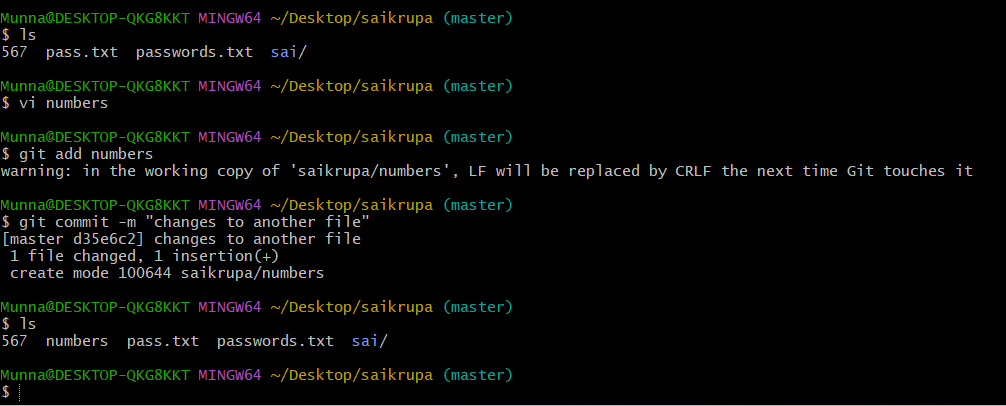 Munna@DESKTOP-QKG8KKT MINGW64 ~/Desktop/saikrupa (master)
$ ls
567  pass.txt  passwords.txt  sai/
Munna@DESKTOP-QKG8KKT MINGW64 ~/Desktop/saikrupa (master)
$ vi numbers
Munna@DESKTOP-QKG8KKT MINGW64 ~/Desktop/saikrupa (master)
$ git add numbers
warning: in the working copy of 'saikrupa/numbers', LF will be replaced by CRLF the next time Git touches it
Munna@DESKTOP-QKG8KKT MINGW64 ~/Desktop/saikrupa (master)
$ git commit -m "changes to another file"
[master d35e6c2] changes to another file
 1 file changed, 1 insertion(+)
 create mode 100644 saikrupa/numbers
Munna@DESKTOP-QKG8KKT MINGW64 ~/Desktop/saikrupa (master)
$ ls
567  numbers  pass.txt  passwords.txt  sai/
Munna@DESKTOP-QKG8KKT MINGW64 ~/Desktop/saikrupa (master)
$